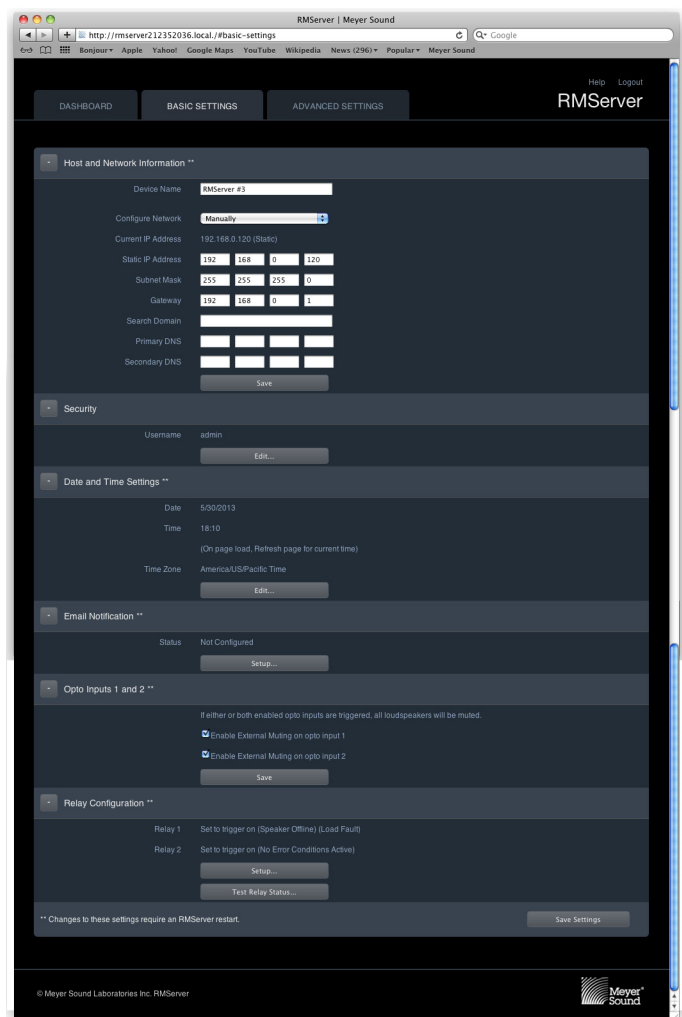 RMServer | Meyer Sound
http://rmserver212352036.local./#basic-settings
Google
Bonjour Apple Yahoo! Google Maps YouTube Wikipedia News (296) Popular Meyer Sound
Help Logout
DASHBOARD BASIC SETTINGS ADVANCED SETTINGS RMServer
- Host and Network Information **
Device Name RMServer #3
Configure Network Manually
Current IP Address 192.168.0.120 (Static)
Static IP Address 192 168 0 120
Subnet Mask 255 255 255 0
Gateway 192 168 0 1
Search Domain
Primary DNS
Secondary DNS
Save
- Security
Username admin
Edit...
- Date and Time Settings **
Date 5/30/2013
Time 18:10
(On page load, Refresh page for current time)
Time Zone America/US/Pacific Time
Edit...
- Email Notification **
Status Not Configured
Setup...
- Opto Inputs 1 and 2 **
If either or both enabled opto inputs are triggered, all loudspeakers will be muted.
Enable External Muting on opto input 1
Enable External Muting on opto input 2
Save
- Relay Configuration **
Relay 1 Set to trigger on (Speaker Offline) (Load Fault)
Relay 2 Set to trigger on (No Error Conditions Active)
Setup...
Test Relay Status...
** Changes to these settings require an RMServer restart. Save Settings
© Meyer Sound Laboratories Inc. RMServer
Meyer
Sound